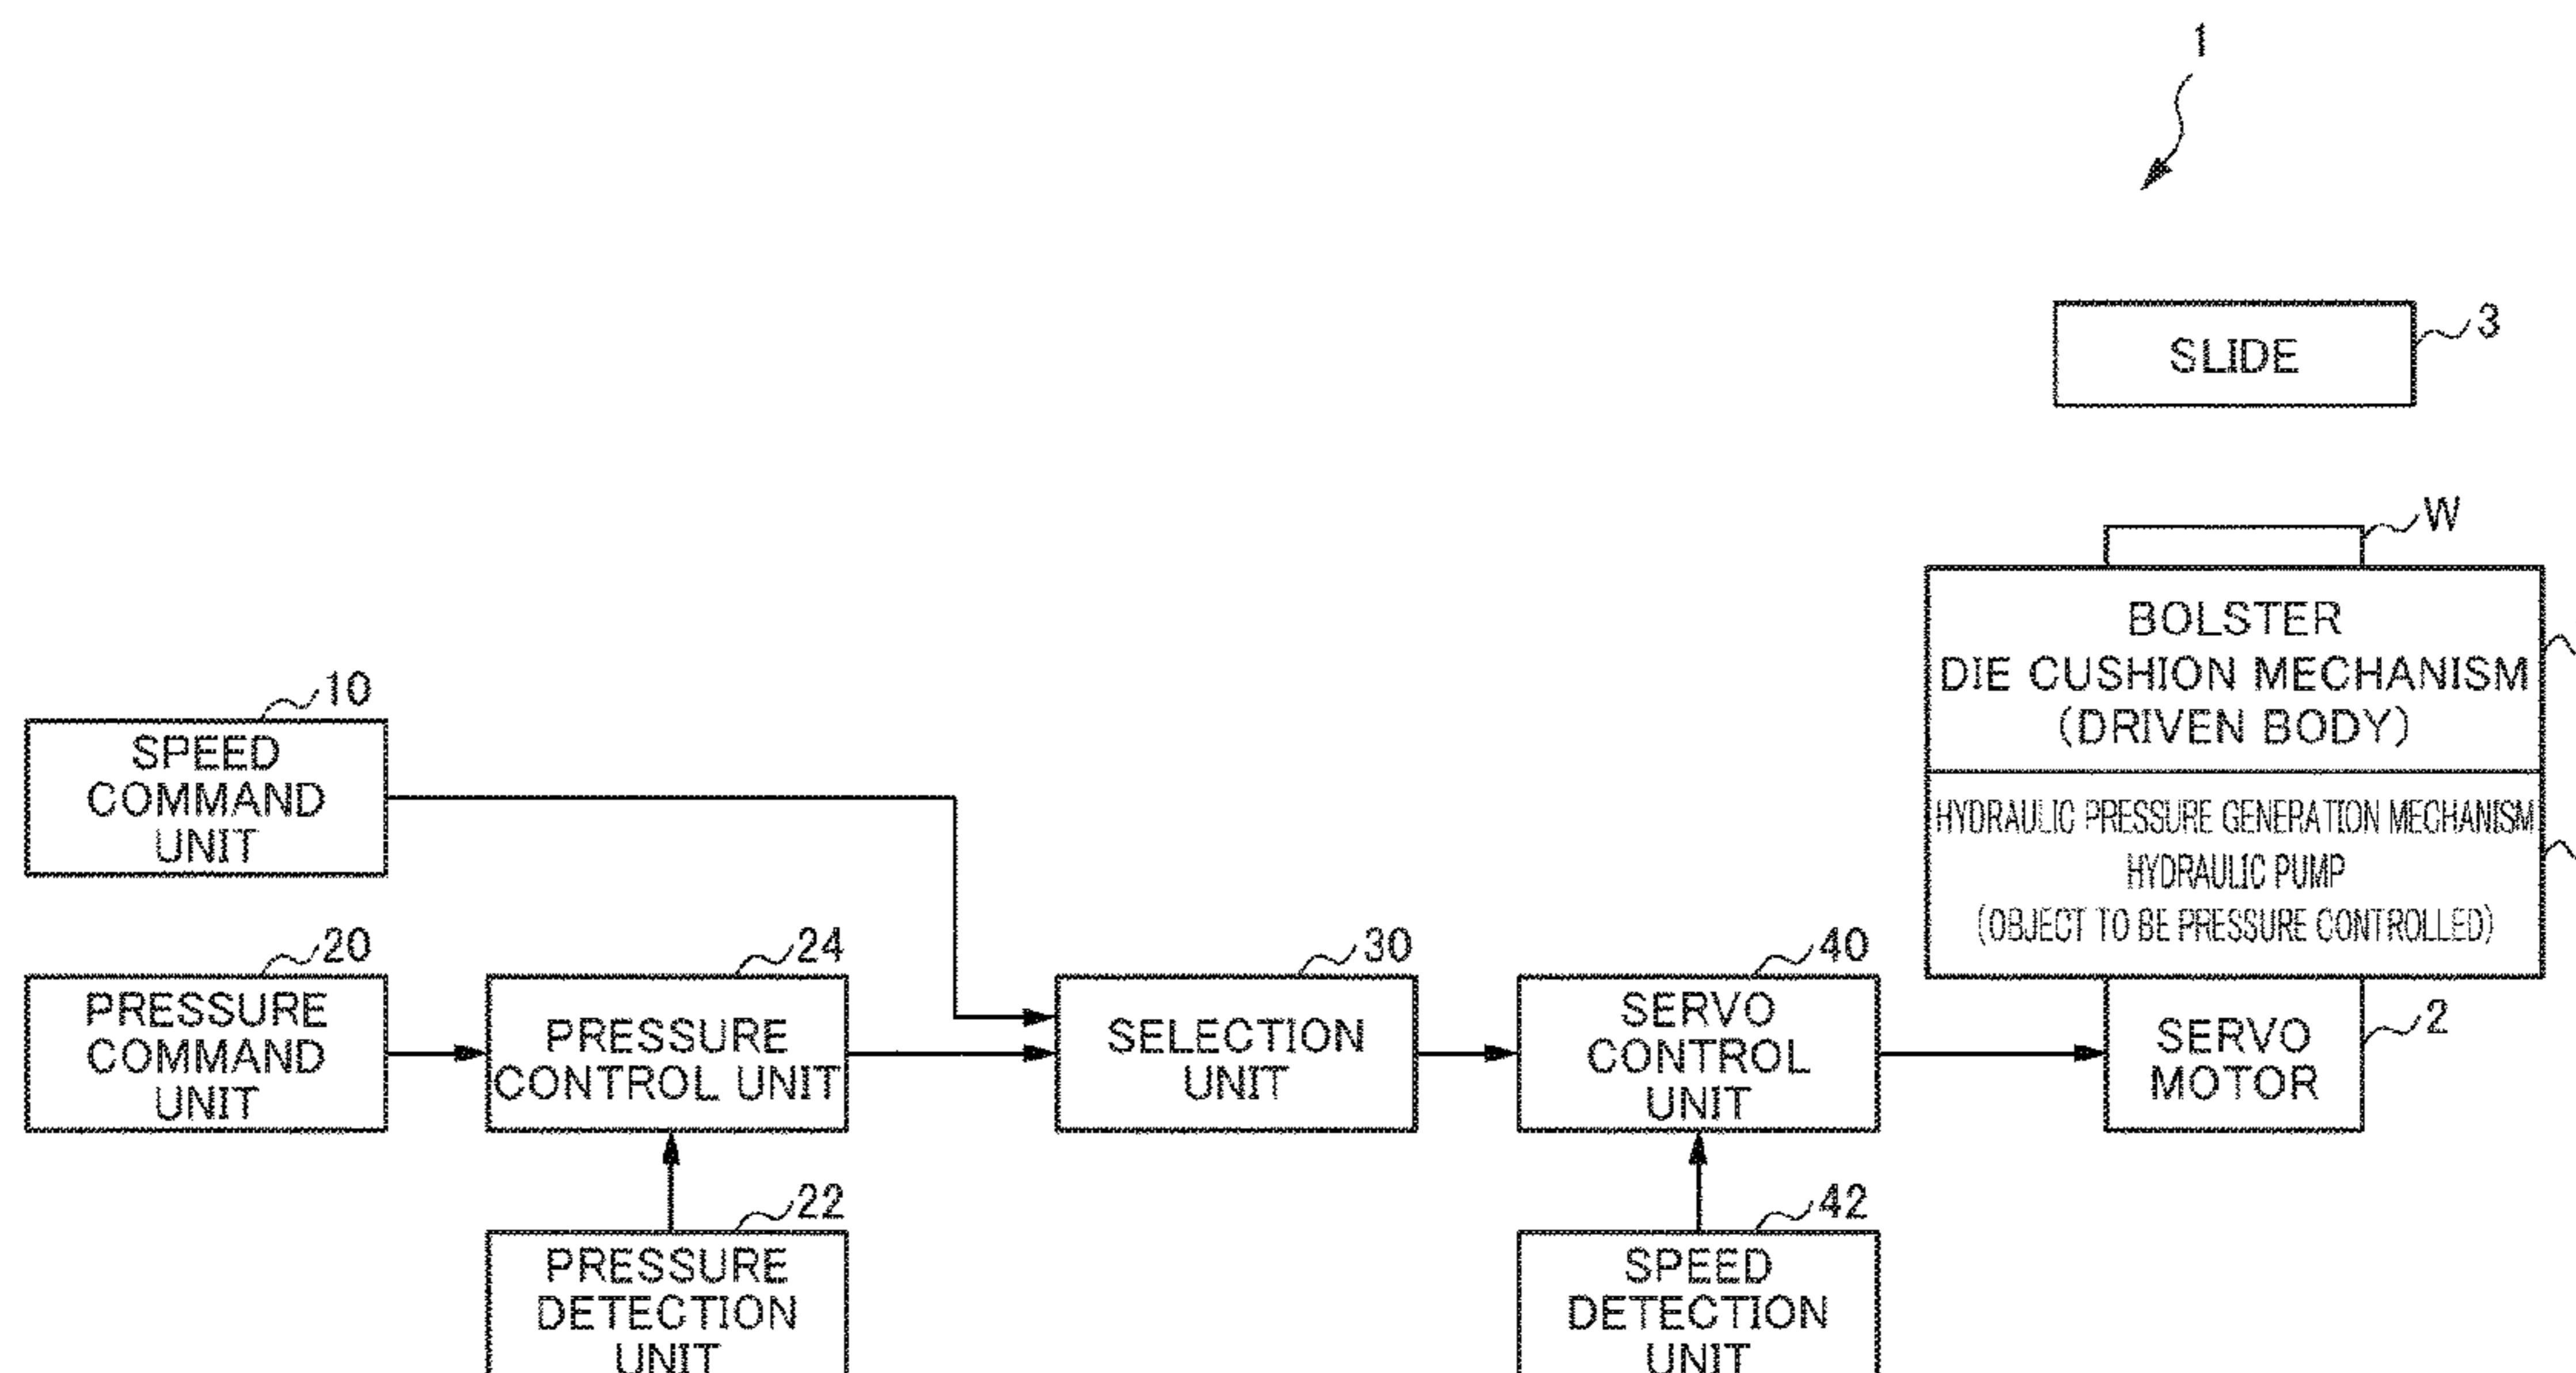 1
3
SLIDE
W
BOLSTER
DIE CUSHION MECHANISM
(DRIVEN BODY)
10
SPEED
COMMAND
UNIT
HYDRAULIC PRESSURE GENERATION MECHANISM
HYDRAULIC PUMP
(OBJECT TO BE PRESSURE CONTROLLED)
20
PRESSURE
COMMAND
UNIT
24
PRESSURE
CONTROL UNIT
30
SELECTION
UNIT
40
SERVO
CONTROL
UNIT
2
SERVO
MOTOR
22
PRESSURE
DETECTION
UNIT
42
SPEED
DETECTION
UNIT